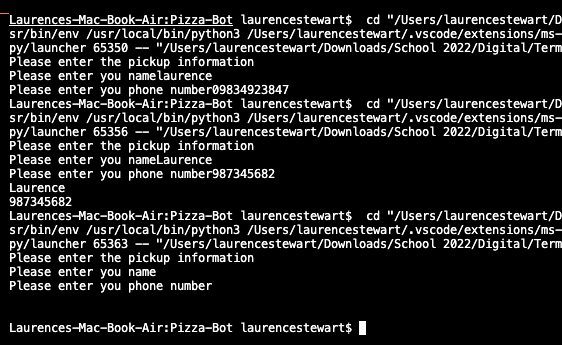 Laurences-Mac-Book-Air:Pizza-Bot laurencestewart$  cd "/Users/laurencestewart/D
sr/bin/env /usr/local/bin/python3 /Users/laurencestewart/.vscode/extensions/ms-
py/launcher 65350 -- "/Users/laurencestewart/Downloads/School 2022/Digital/Term
Please enter the pickup information
Please enter you namelaurence
Please enter you phone number09834923847
Laurences-Mac-Book-Air:Pizza-Bot laurencestewart$  cd "/Users/laurencestewart/D
sr/bin/env /usr/local/bin/python3 /Users/laurencestewart/.vscode/extensions/ms-
py/launcher 65356 -- "/Users/laurencestewart/Downloads/School 2022/Digital/Term
Please enter the pickup information
Please enter you nameLaurence
Please enter you phone number987345682
Laurence
987345682
Laurences-Mac-Book-Air:Pizza-Bot laurencestewart$  cd "/Users/laurencestewart/D
sr/bin/env /usr/local/bin/python3 /Users/laurencestewart/.vscode/extensions/ms-
py/launcher 65363 -- "/Users/laurencestewart/Downloads/School 2022/Digital/Term
Please enter the pickup information
Please enter you name
Please enter you phone number
Laurences-Mac-Book-Air:Pizza-Bot laurencestewart$